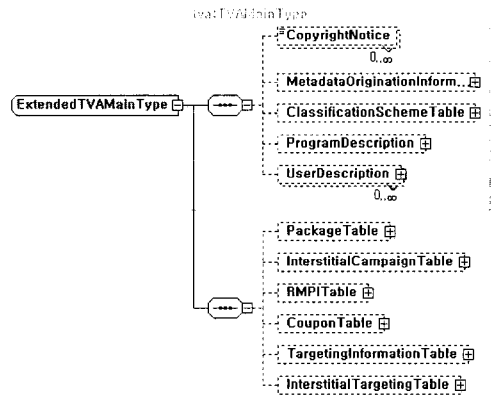 tva:TVAMainType
CopyrightNotice
0..∞
MetadataOriginationInform...
ExtendedTVAMainType
ClassificationSchemeTable
ProgramDescription
UserDescription
0..∞
PackageTable
InterstitialCampaignTable
RMPITable
CouponTable
TargetingInformationTable
InterstitialTargetingTable